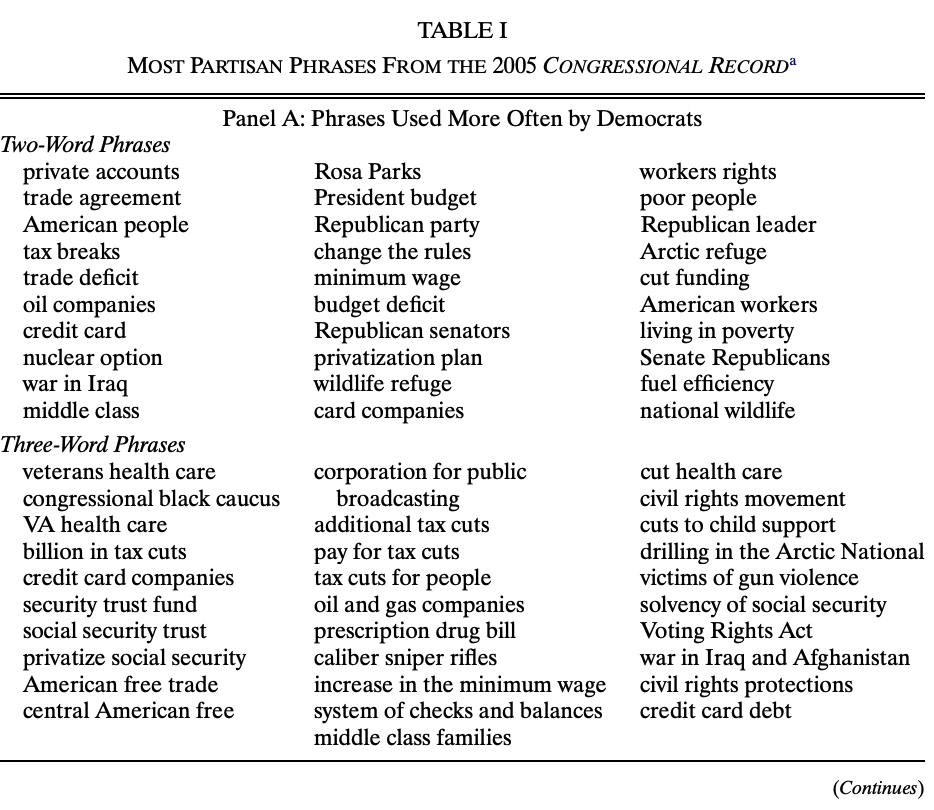 TABLE I
MOST PARTISAN PHRASES FROM THE 2005 CONGRESSIONAL RECORDa
Panel A: Phrases Used More Often by Democrats
Two-Word Phrases
private accounts Rosa Parks workers rights
trade agreement President budget poor people
American people Republican party Republican leader
tax breaks change the rules Arctic refuge
trade deficit minimum wage cut funding
oil companies budget deficit American workers
credit card Republican senators living in poverty
nuclear option privatization plan Senate Republicans
war in Iraq wildlife refuge fuel efficiency
middle class card companies national wildlife
Three-Word Phrases
veterans health care corporation for public cut health care
congressional black caucus broadcasting civil rights movement
VA health care additional tax cuts cuts to child support
billion in tax cuts pay for tax cuts drilling in the Arctic National
credit card companies tax cuts for people victims of gun violence
security trust fund oil and gas companies solvency of social security
social security trust prescription drug bill Voting Rights Act
privatize social security caliber sniper rifles war in Iraq and Afghanistan
American free trade increase in the minimum wage civil rights protections
central American free system of checks and balances credit card debt
middle class families
(Continues)